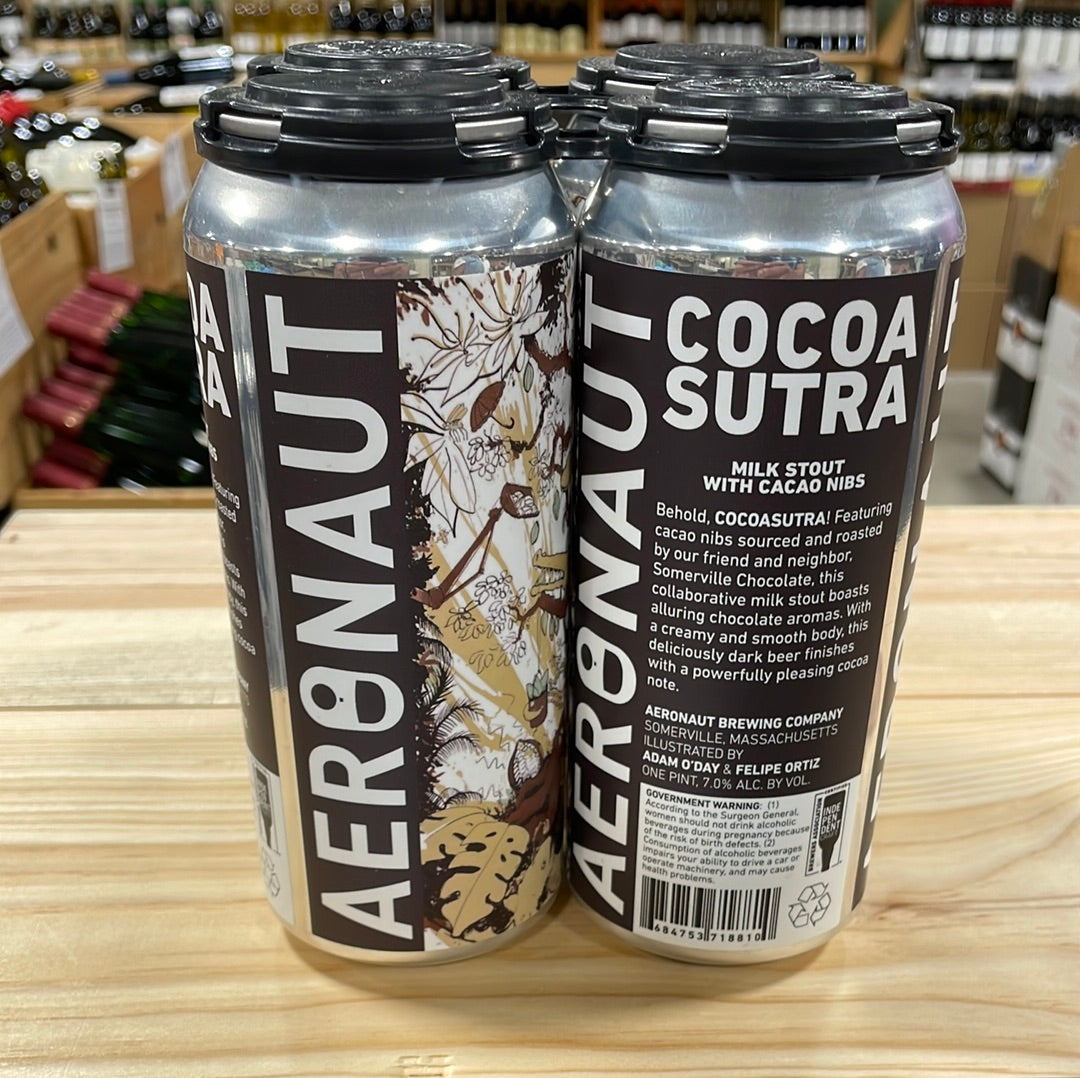 AERONAUT
AERONAUT
COCOA
SUTRA
MILK STOUT
WITH CACAO NIBS
Behold, COCOASUTRA! Featuring
cacao nibs sourced and roasted
by our friend and neighbor,
Somerville Chocolate, this
collaborative milk stout boasts
alluring chocolate aromas. With
a creamy and smooth body, this
deliciously dark beer finishes
with a powerfully pleasing cocoa
note.
AERONAUT BREWING COMPANY
SOMERVILLE, MASSACHUSETTS
ILLUSTRATED BY
ADAM O'DAY & FELIPE ORTIZ
ONE PINT, 7.0% ALC. BY VOL.
GOVERNMENT WARNING: (1)
According to the Surgeon General,
women should not drink alcoholic
beverages during pregnancy because
of the risk of birth defects. (2)
Consumption of alcoholic beverages
impairs your ability to drive a car or
operate machinery, and may cause
health problems.
BREWERS ASSOCIATION
CERTIFIED
INDE
PEN
DENT
684753 718810